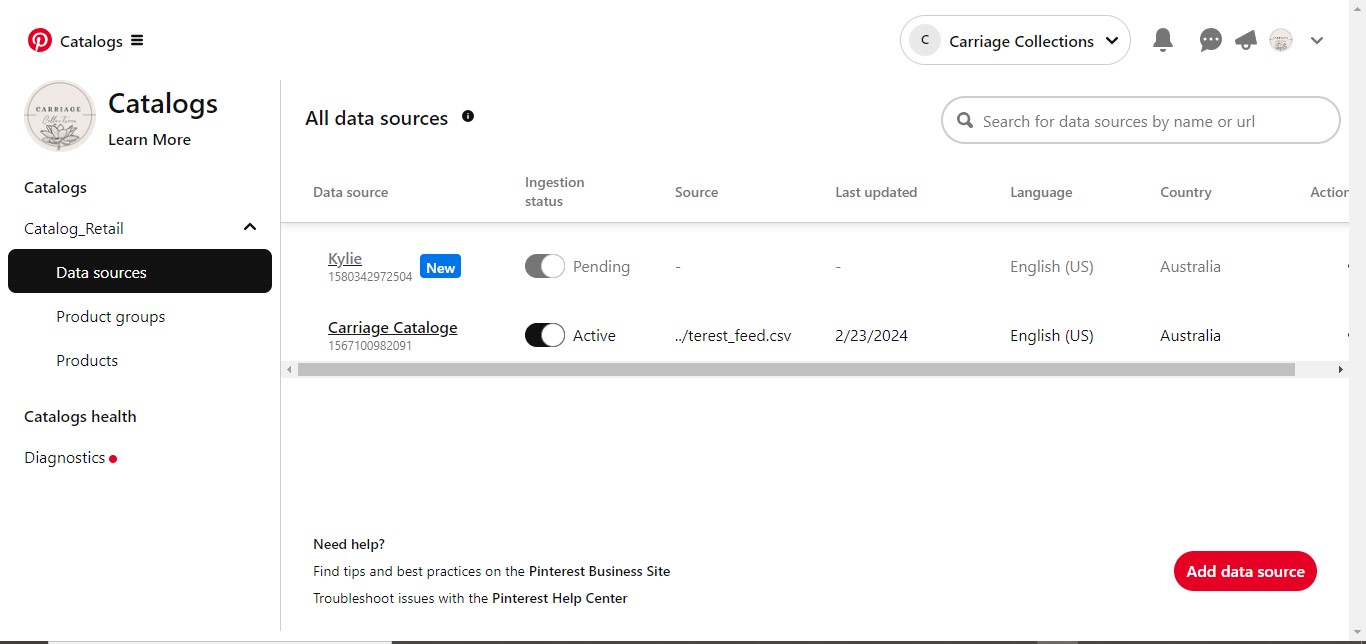 Catalogs
C
Carriage Collections
CARRIAGE
Collections
Catalogs
Learn More
Catalogs
Catalog_Retail
Data sources
Product groups
Products
Catalogs health
Diagnostics
All data sources
Search for data sources by name or url
Data source
Ingestion
status
Source
Last updated
Language
Country
Action
Kylie
1580342972504
New
Pending
-
-
English (US)
Australia
Carriage Cataloge
1567100982091
Active
../terest_feed.csv
2/23/2024
English (US)
Australia
Need help?
Find tips and best practices on the Pinterest Business Site
Troubleshoot issues with the Pinterest Help Center
Add data source